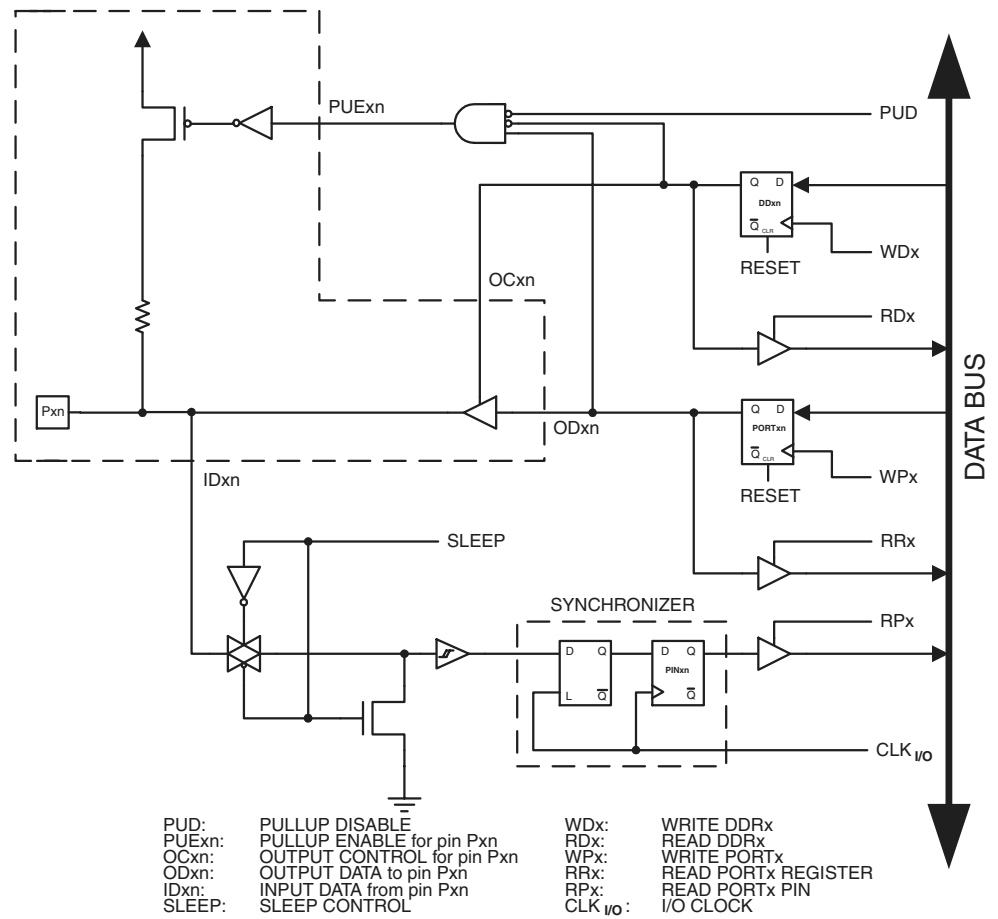 PUExn
PUD
Q D
DDxn
Q CLR
WDx
RESET
OCxn
RDx
Pxn
ODxn
Q D
PORTxn
Q CLR
WPx
RESET
IDxn
DATA BUS
SLEEP
RRx
SYNCHRONIZER
RPx
D Q
L Q
D Q
PINxn
Q
CLK I/O
PUD: PULLUP DISABLE
PUExn: PULLUP ENABLE for pin Pxn
OCxn: OUTPUT CONTROL for pin Pxn
ODxn: OUTPUT DATA to pin Pxn
IDxn: INPUT DATA from pin Pxn
SLEEP: SLEEP CONTROL
WDx: WRITE DDRx
RDx: READ DDRx
WPx: WRITE PORTx
RRx: READ PORTx REGISTER
RPx: READ PORTx PIN
CLK I/O: I/O CLOCK